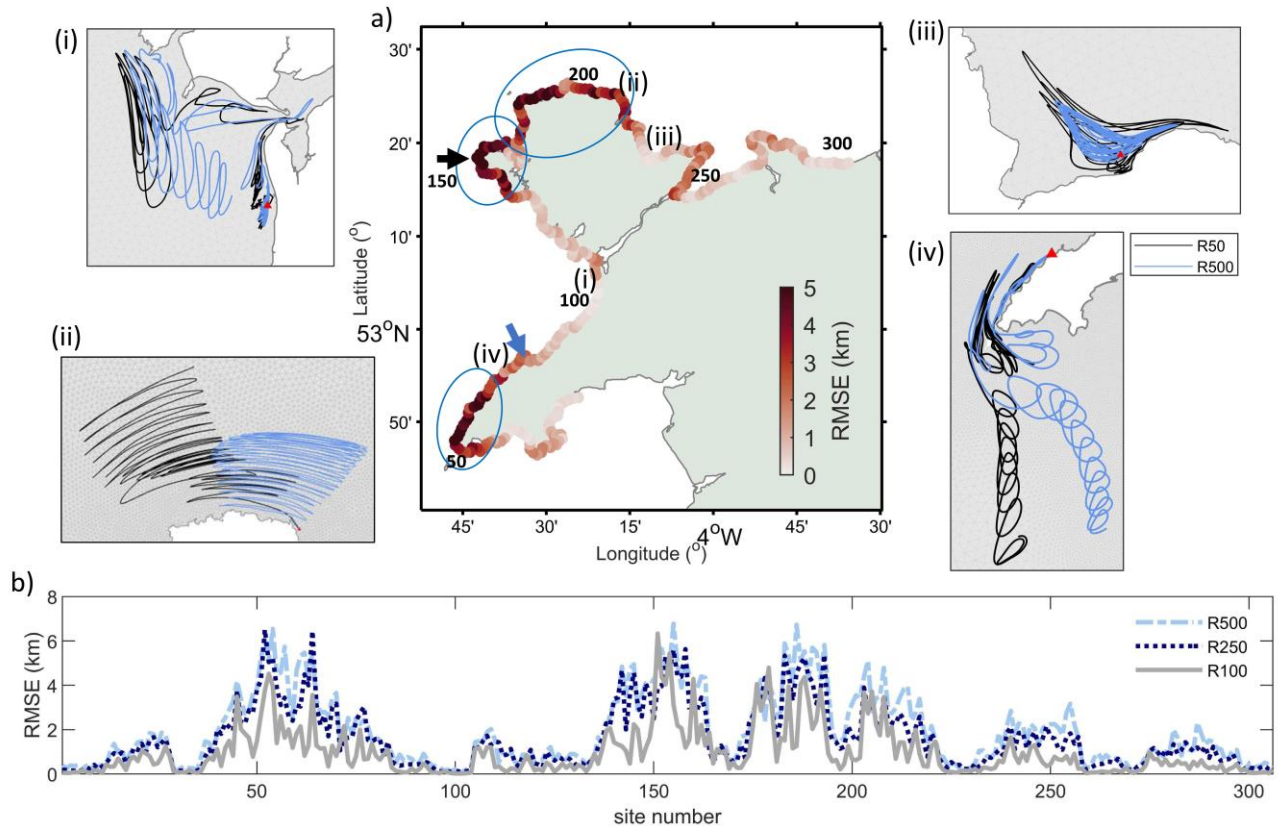 a)
(i)
(ii)
(iii)
(iv)
R50
R500
30'
20'
10'
53°N
50'
Latitude (°)
200
(ii)
(iii)
150
250
300
(i)
100
(iv)
50
5
4
3
2
1
0
RMSE (km)
45'
30'
15'
4°W
45'
30'
Longitude (°)
b)
8
6
4
2
0
RMSE (km)
R500
R250
R100
50
100
150
200
250
300
site number